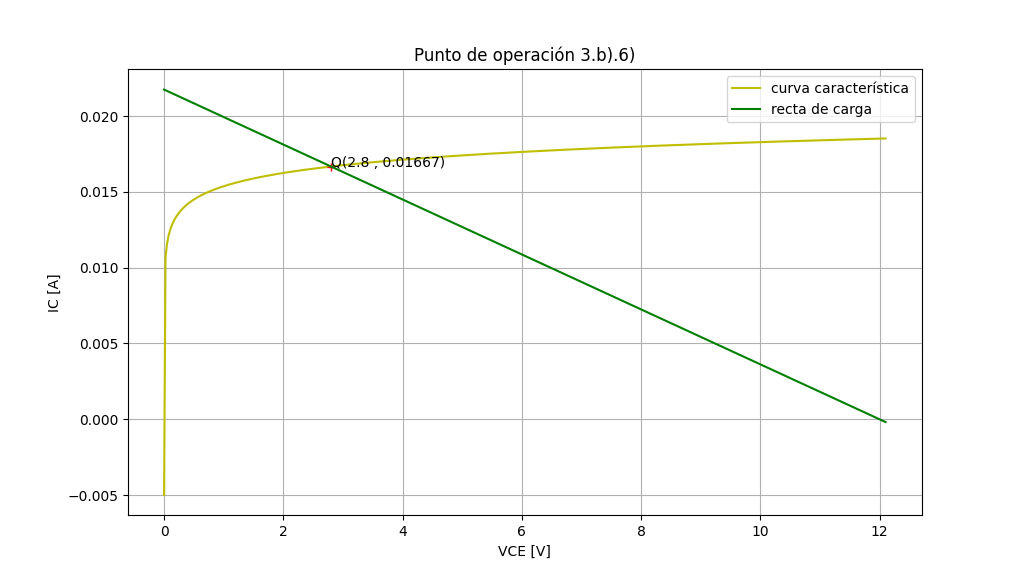 Punto de operación 3.b).6)
curva característica
recta de carga
Q(2.8 , 0.01667)
IC [A]
0.020
0.015
0.010
0.005
0.000
−0.005
0 2 4 6 8 10 12
VCE [V]